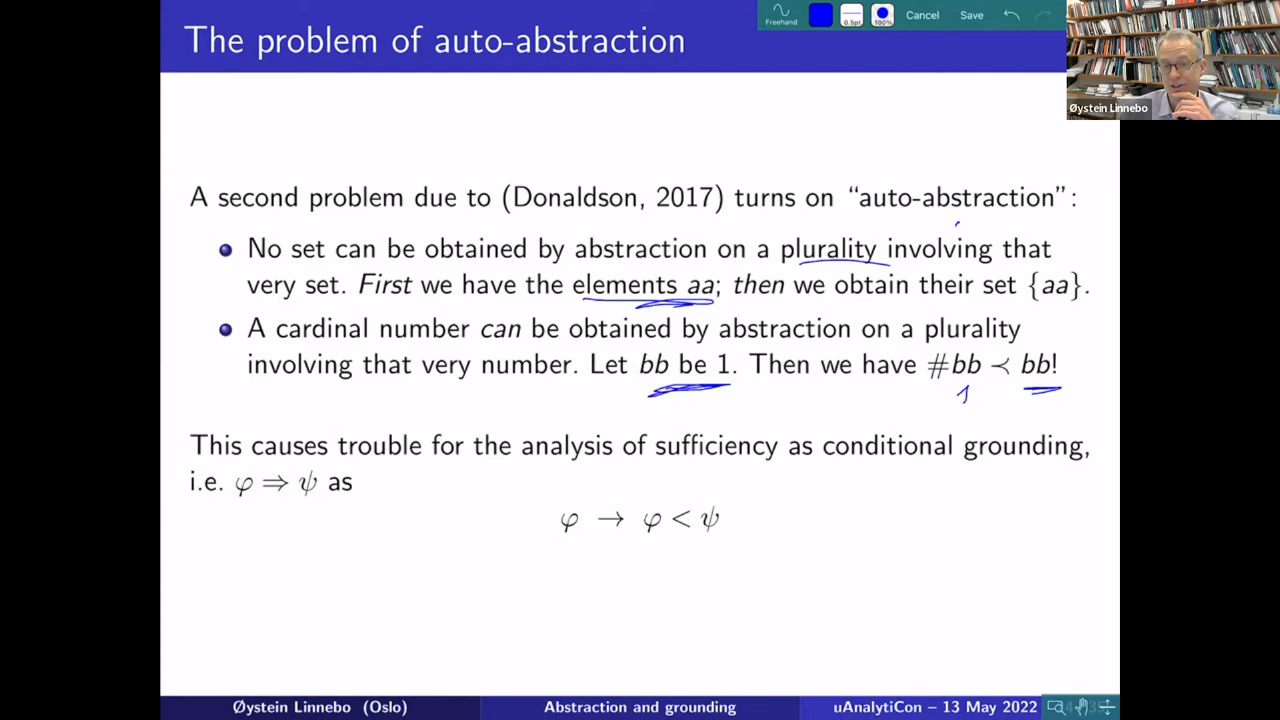 The problem of auto-abstraction
Freehand
0.5pt
100%
Cancel
Save
Øystein Linnebo
A second problem due to (Donaldson, 2017) turns on “auto-abstraction”:
No set can be obtained by abstraction on a plurality involving that
very set. First we have the elements aa; then we obtain their set {aa}.
A cardinal number can be obtained by abstraction on a plurality
involving that very number. Let bb be 1. Then we have #bb ≺ bb!
1
This causes trouble for the analysis of sufficiency as conditional grounding,
i.e. φ ⇒ ψ as
φ → φ < ψ
Øystein Linnebo (Oslo)
Abstraction and grounding
uAnalytiCon – 13 May 2022